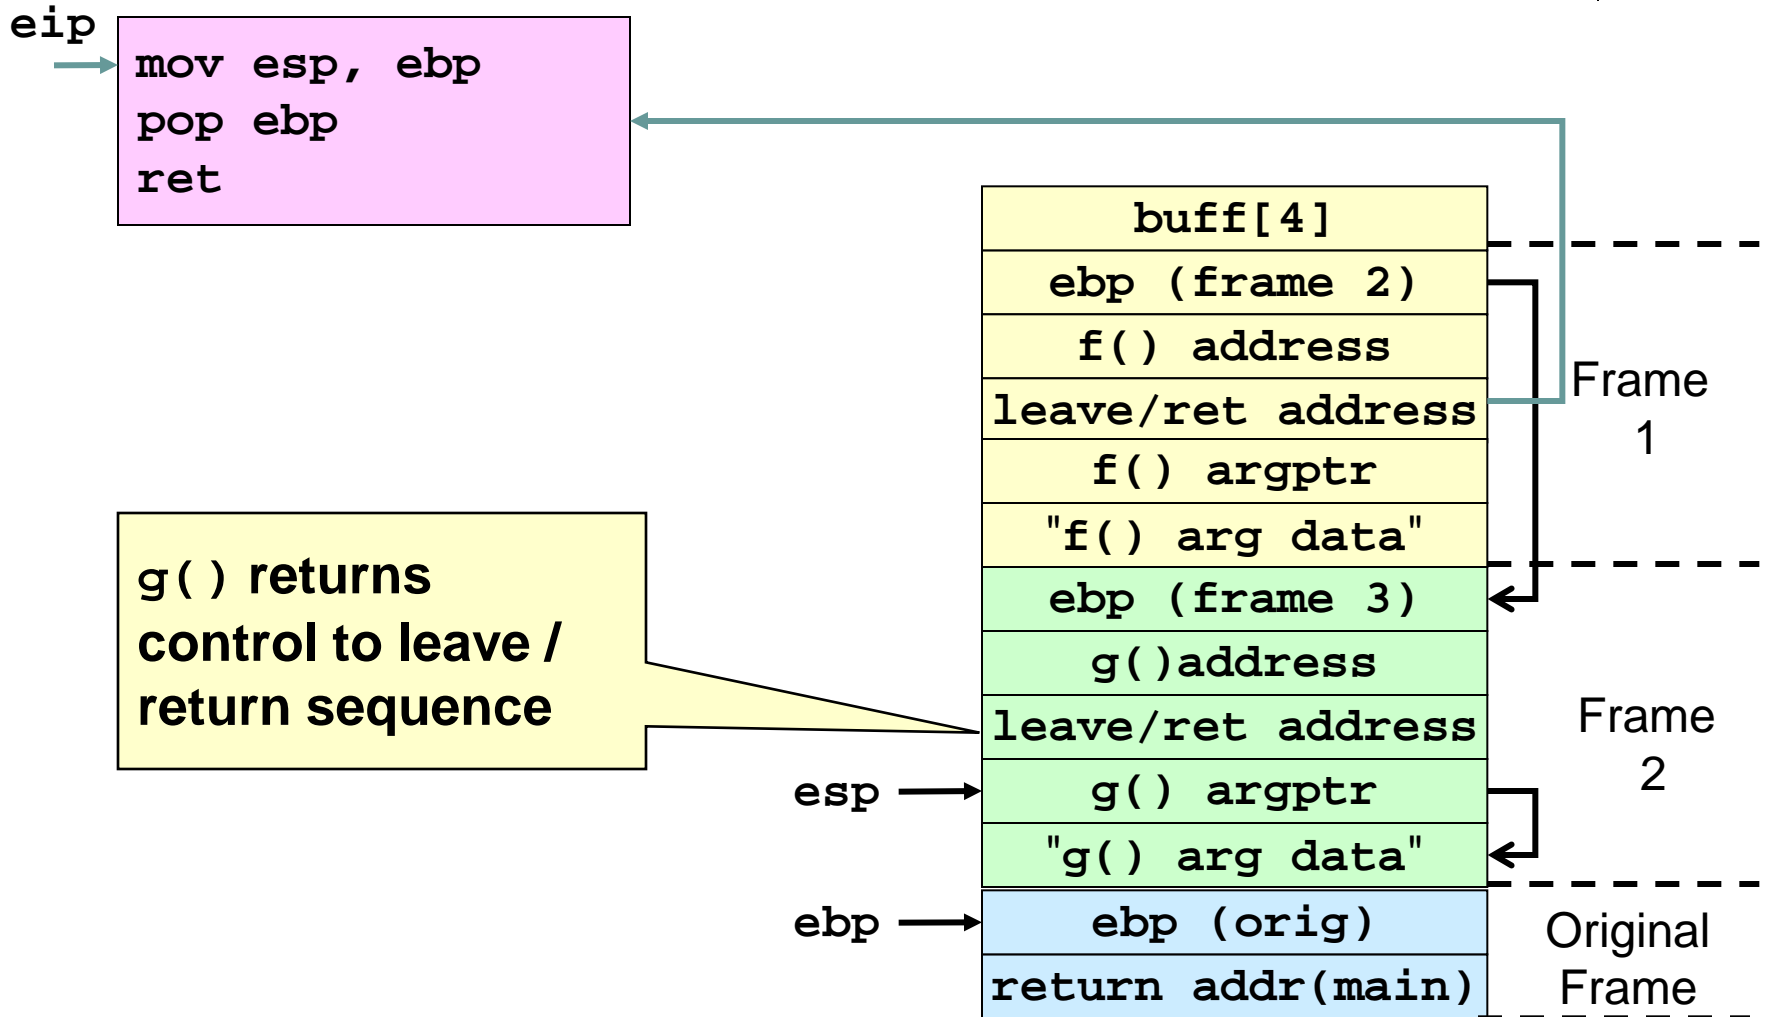 eip
mov esp, ebp
pop ebp
ret
buff[4]
ebp (frame 2)
f() address
leave/ret address
f() argptr
"f() arg data"
Frame
1
ebp (frame 3)
g()address
leave/ret address
g() argptr
"g() arg data"
Frame
2
g() returns
control to leave /
return sequence
esp
ebp
ebp (orig)
return addr(main)
Original
Frame